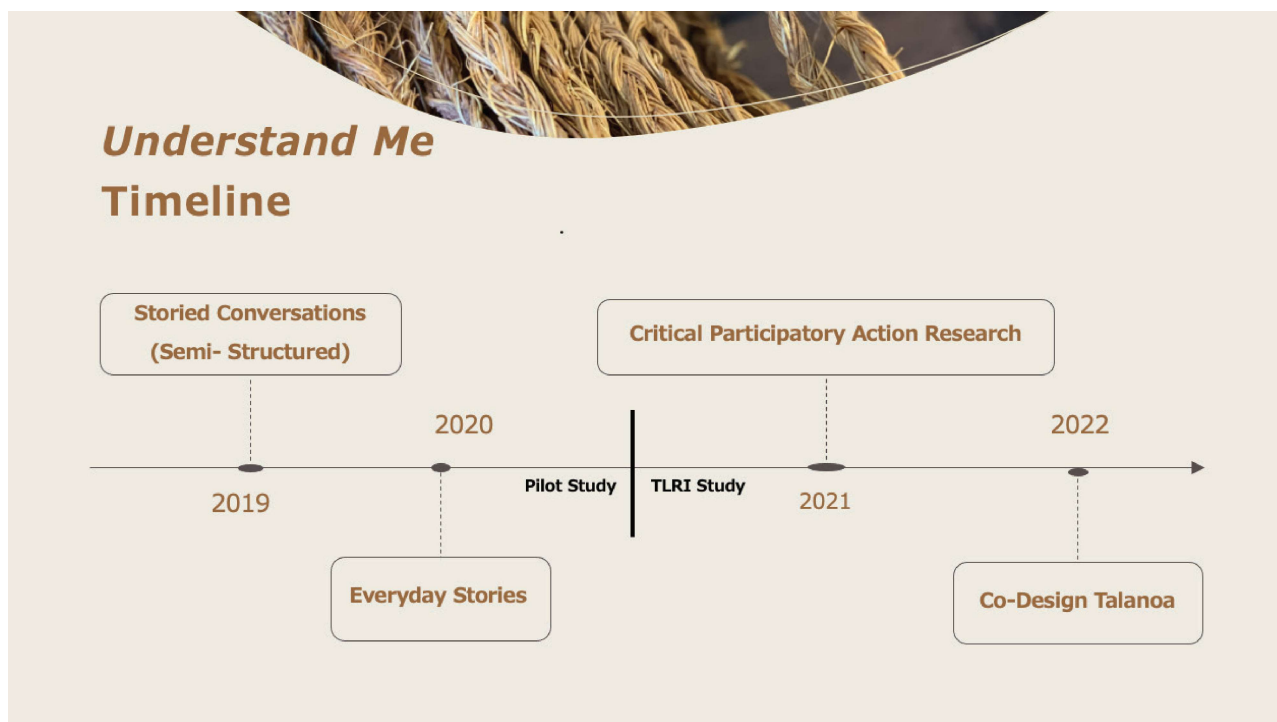 Understand Me
Timeline
Storied Conversations
(Semi- Structured)
Critical Participatory Action Research
2020
2022
Pilot Study
TLRI Study
2019
2021
Everyday Stories
Co-Design Talanoa